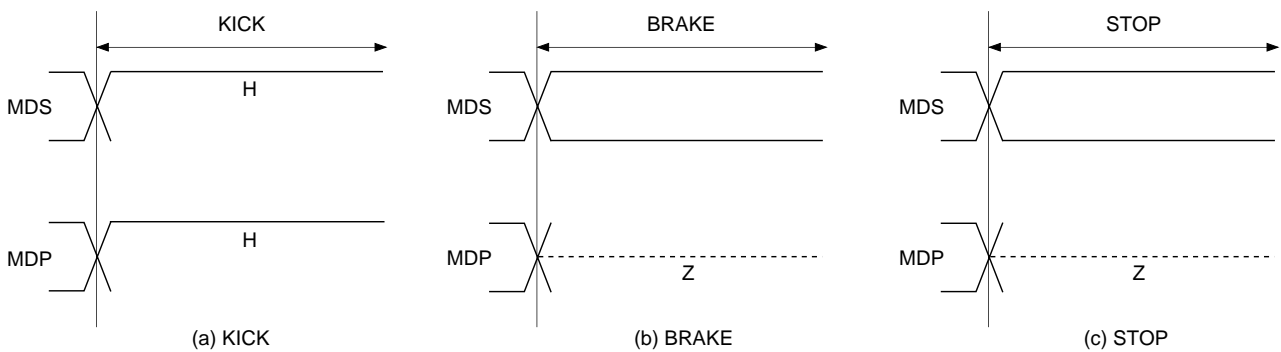 KICK
MDS
H
MDP
H
(a) KICK
BRAKE
MDS
MDP
Z
(b) BRAKE
STOP
MDS
MDP
Z
(c) STOP